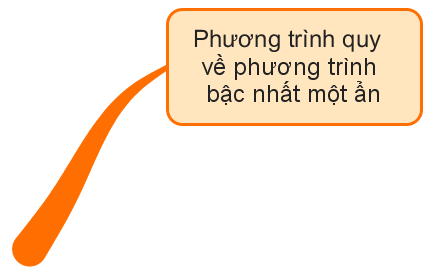 Phương trình quy
về phương trình
bậc nhất một ẩn